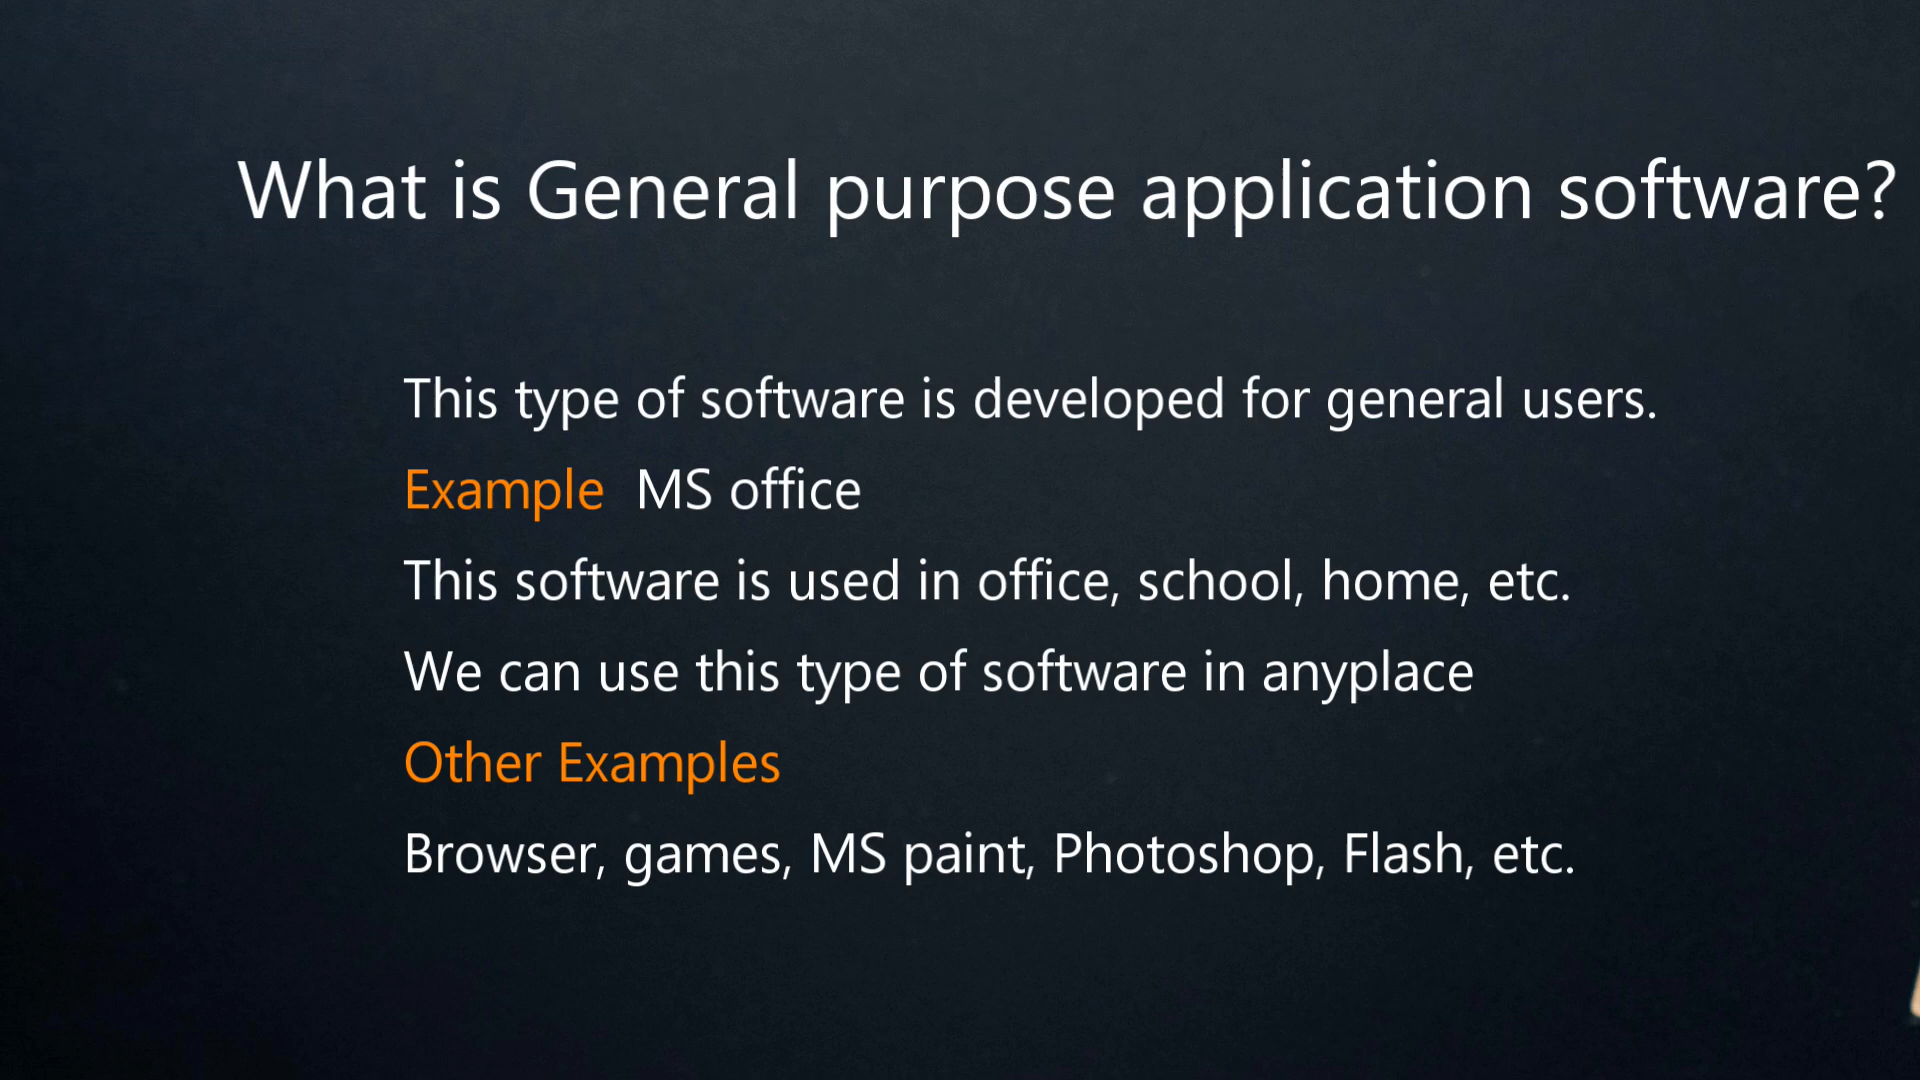 What is General purpose application software?
This type of software is developed for general users.
Example  MS office
This software is used in office, school, home, etc.
We can use this type of software in anyplace
Other Examples
Browser, games, MS paint, Photoshop, Flash, etc.